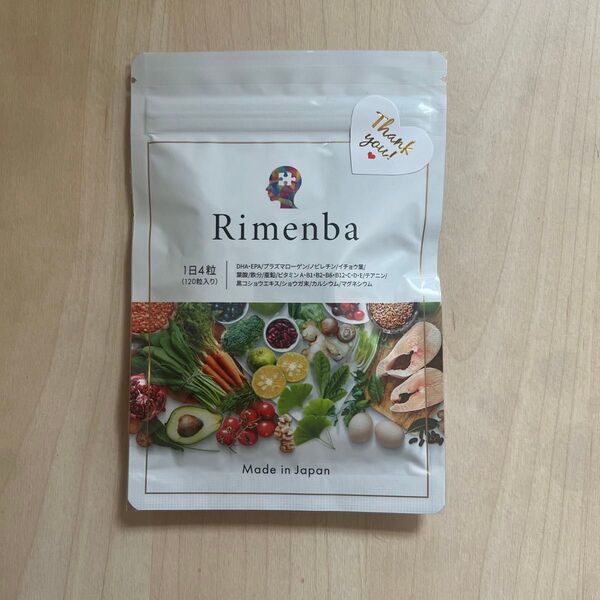 Thank
you!
Rimenba
1日4粒
(120粒入り)
DHA・EPA/プラズマローゲン/ノビレチン/イチョウ葉/
葉酸/鉄分/亜鉛/ビタミンA・B1・B2・B6・B12・C・D・E/テアニン/
黒コショウエキス/ショウガ末/カルシウム/マグネシウム
Made in Japan